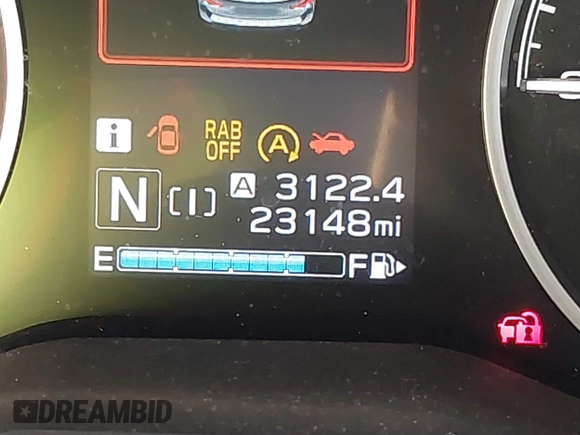 i
RAB
OFF
A
N
[I]
A 3122.4
23148mi
E
F
DREAMBID